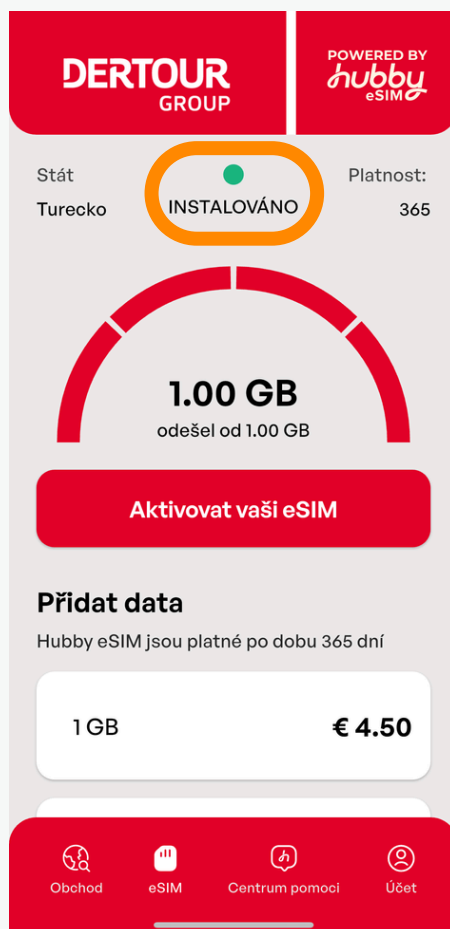 DERTOUR
GROUP
POWERED BY
hubby
eSIM
Stát
INSTALOVÁNO
Platnost:
Turecko
365
1.00 GB
odešel od 1.00 GB
Aktivovat vaši eSIM
Přidat data
Hubby eSIM jsou platné po dobu 365 dní
1 GB
€ 4.50
Obchod
eSIM
Centrum pomoci
Účet